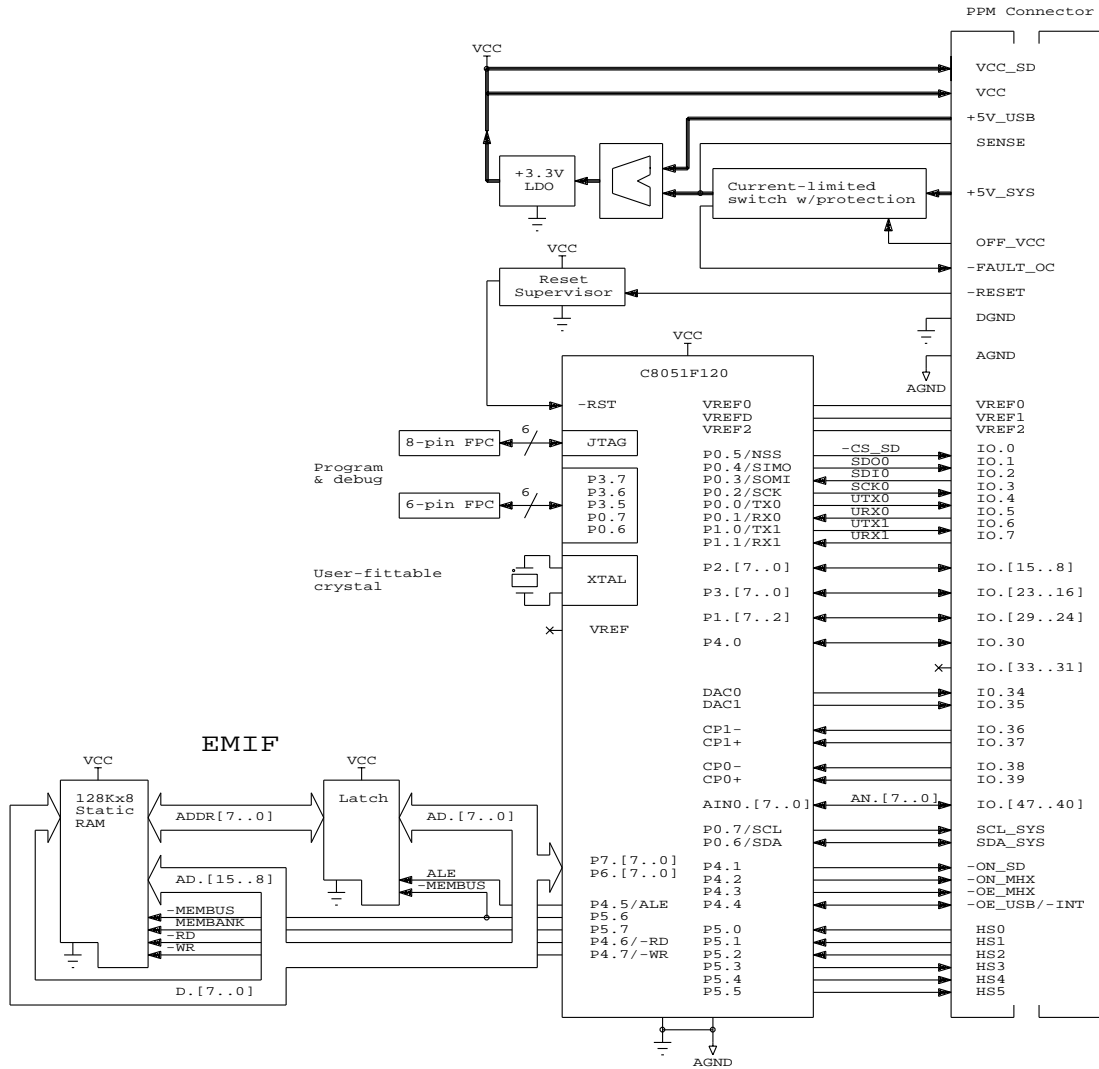 PPM Connector
VCC
VCC_SD
VCC
+5V_USB
SENSE
+3.3V
LDO
Current-limited
switch w/protection
+5V_SYS
OFF_VCC
VCC
-FAULT_OC
Reset
Supervisor
-RESET
DGND
VCC
AGND
C8051F120
AGND
-RST
VREF0
VREF0
VREFD
VREF1
VREF2
VREF2
8-pin FPC
6
JTAG
P0.5/NSS
-CS_SD
IO.0
P0.4/SIMO
SDO0
IO.1
Program
& debug
P3.7
P0.3/SOMI
SDI0
IO.2
P3.6
P0.2/SCK
SCK0
IO.3
6-pin FPC
6
P3.5
P0.0/TX0
UTX0
IO.4
P0.7
P0.1/RX0
URX0
IO.5
P0.6
P1.0/TX1
UTX1
IO.6
P1.1/RX1
URX1
IO.7
User-fittable
crystal
XTAL
P2.[7..0]
IO.[15..8]
P3.[7..0]
IO.[23..16]
P1.[7..2]
IO.[29..24]
VREF
P4.0
IO.30
IO.[33..31]
DAC0
I0.34
DAC1
IO.35
CP1-
IO.36
CP1+
IO.37
EMIF
VCC
VCC
CP0-
IO.38
CP0+
IO.39
128Kx8
Static
RAM
Latch
ADDR[7..0]
AD.[7..0]
AIN0.[7..0]
AN.[7..0]
IO.[47..40]
P0.7/SCL
SCL_SYS
P0.6/SDA
SDA_SYS
AD.[15..8]
ALE
-MEMBUS
P7.[7..0]
P6.[7..0]
P4.1
-ON_SD
P4.2
-ON_MHX
P4.3
-OE_MHX
P4.5/ALE
P4.4
-OE_USB/-INT
-MEMBUS
P5.6
MEMBANK
P5.7
P5.0
HS0
-RD
P4.6/-RD
P5.1
HS1
-WR
P4.7/-WR
P5.2
HS2
P5.3
HS3
P5.4
HS4
D.[7..0]
P5.5
HS5
AGND